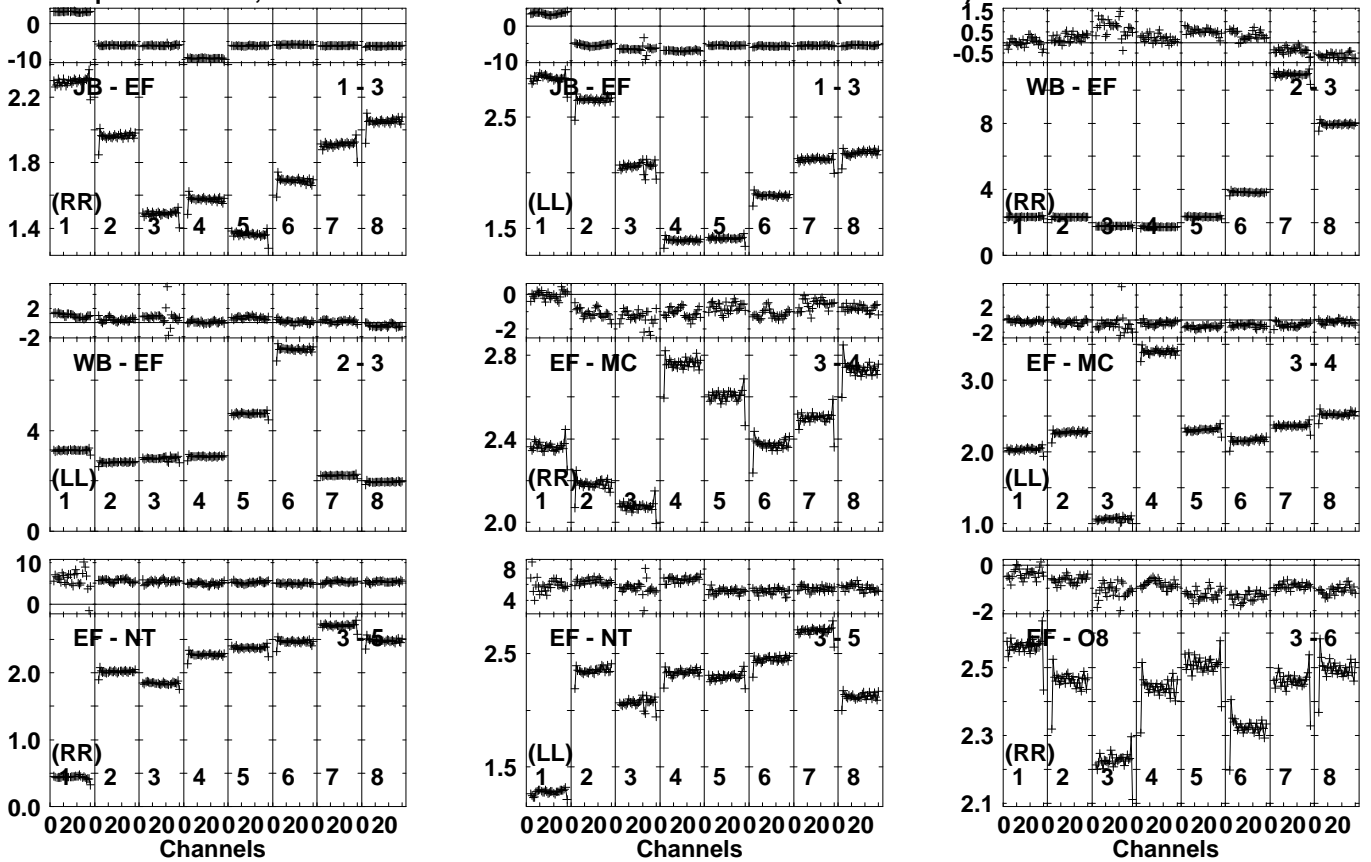 0
-10
JB - EF 1 - 3
2.2
1.8
1.4
(RR)
1 2 3 4 5 6 7 8
0
-10
JB - EF 1 - 3
2.5
1.5
(LL)
1 2 3 4 5 6 7 8
1.5
0.5
-0.5
WB - EF 2 - 3
8
4
0
(RR)
1 2 3 4 5 6 7 8
2
-2
WB - EF 2 - 3
4
0
(LL)
1 2 3 4 5 6 7 8
0
-2
EF - MC 3 - 4
2.8
2.4
2.0
(RR)
1 2 3 4 5 6 7 8
2
-2
EF - MC 3 - 4
3.0
2.0
1.0
(LL)
1 2 3 4 5 6 7 8
10
0
EF - NT 3 - 5
2.0
1.0
0.0
(RR)
1 2 3 4 5 6 7 8
0 20 0 20 0 20 0 20 0 20 0 20 0 20 0 20
Channels
8
4
EF - NT 3 - 5
2.5
1.5
(LL)
1 2 3 4 5 6 7 8
0 20 0 20 0 20 0 20 0 20 0 20 0 20 0 20
Channels
0
-2
EF - O8 3 - 6
2.5
2.3
2.1
(RR)
1 2 3 4 5 6 7 8
0 20 0 20 0 20 0 20 0 20 0 20 0 20 0 20
Channels